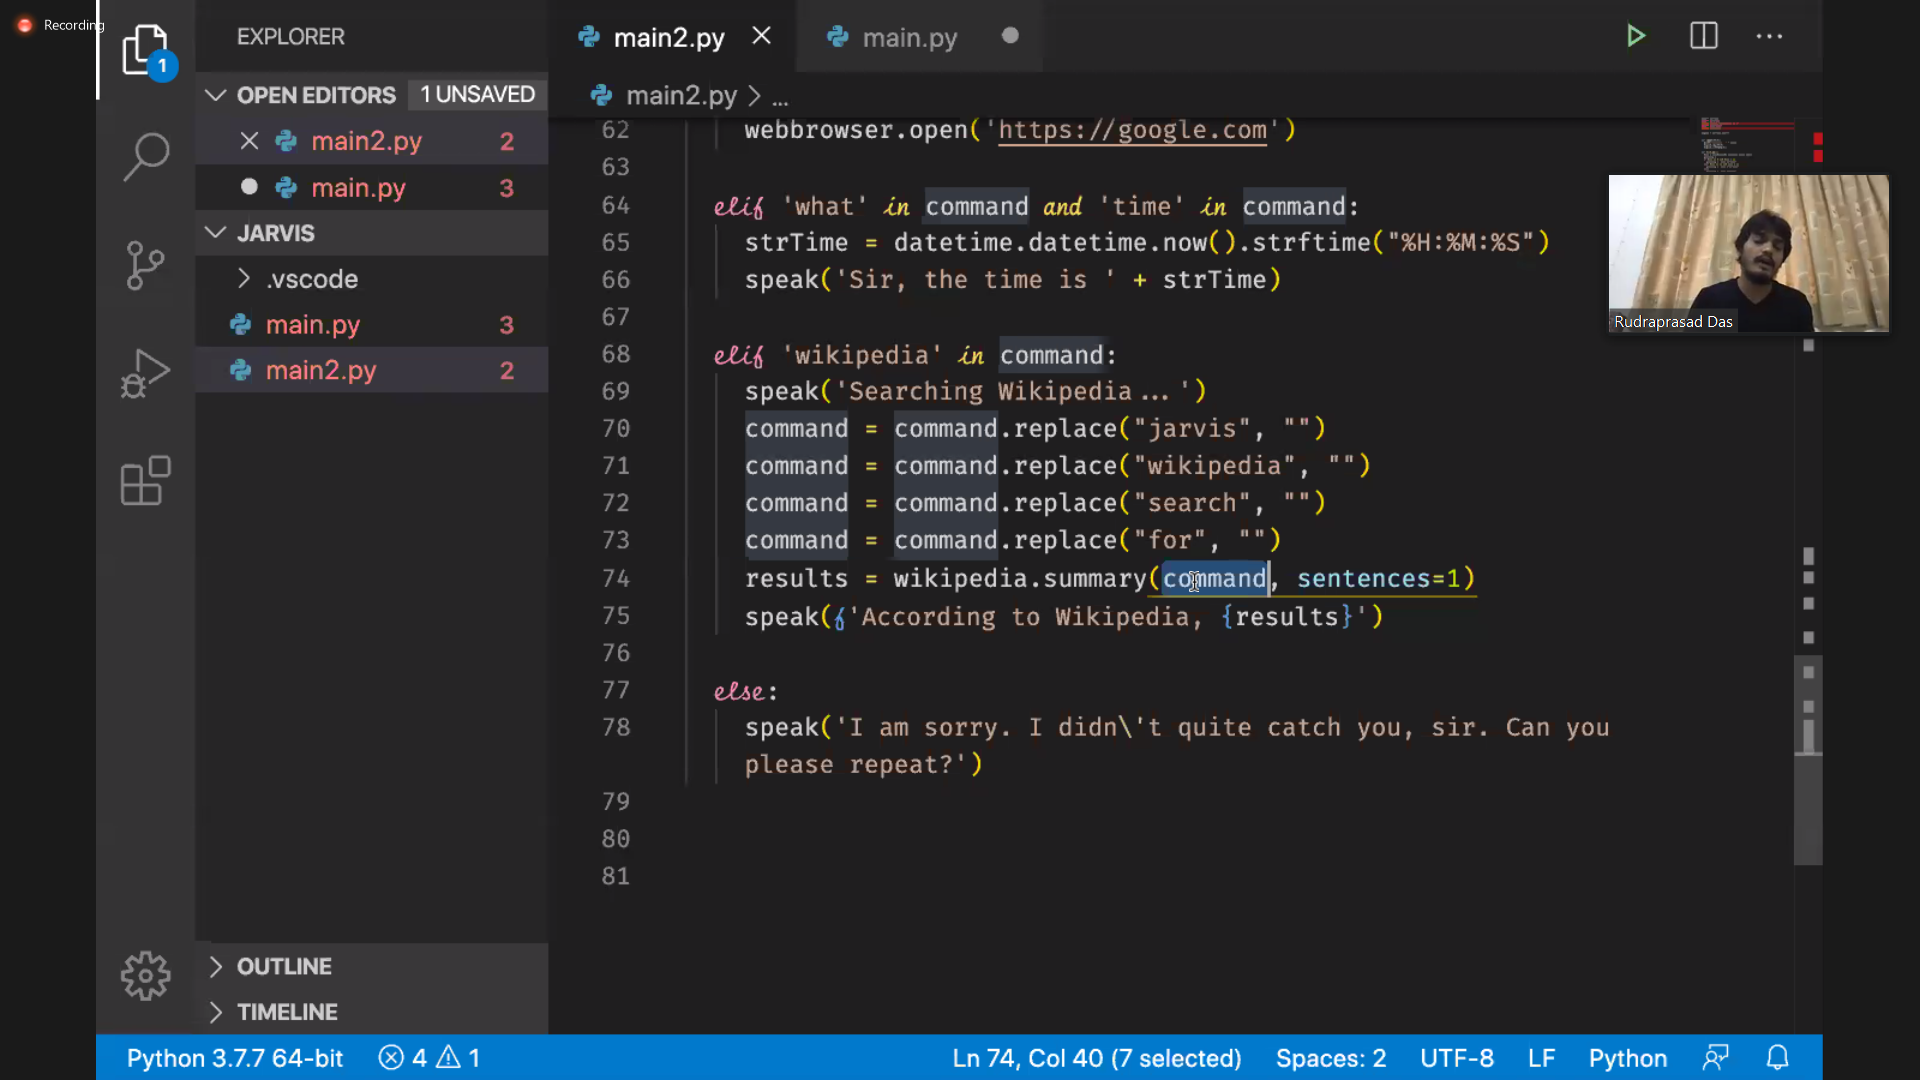 Recording
EXPLORER
main2.py
main.py
1
OPEN EDITORS
1 UNSAVED
main2.py > ...
main2.py 2
main.py 3
JARVIS
.vscode
main.py 3
main2.py 2
62 webbrowser.open('https://google.com')
63
64 elif 'what' in command and 'time' in command:
65 strTime = datetime.datetime.now().strftime("%H:%M:%S")
66 speak('Sir, the time is ' + strTime)
67
68 elif 'wikipedia' in command:
69 speak('Searching Wikipedia...')
70 command = command.replace("jarvis", "")
71 command = command.replace("wikipedia", "")
72 command = command.replace("search", "")
73 command = command.replace("for", "")
74 results = wikipedia.summary(command, sentences=1)
75 speak(f'According to Wikipedia, {results}')
76
77 else:
78 speak('I am sorry. I didn\'t quite catch you, sir. Can you
please repeat?')
79
80
81
Rudraprasad Das
OUTLINE
TIMELINE
Python 3.7.7 64-bit
4
1
Ln 74, Col 40 (7 selected)
Spaces: 2
UTF-8
LF
Python